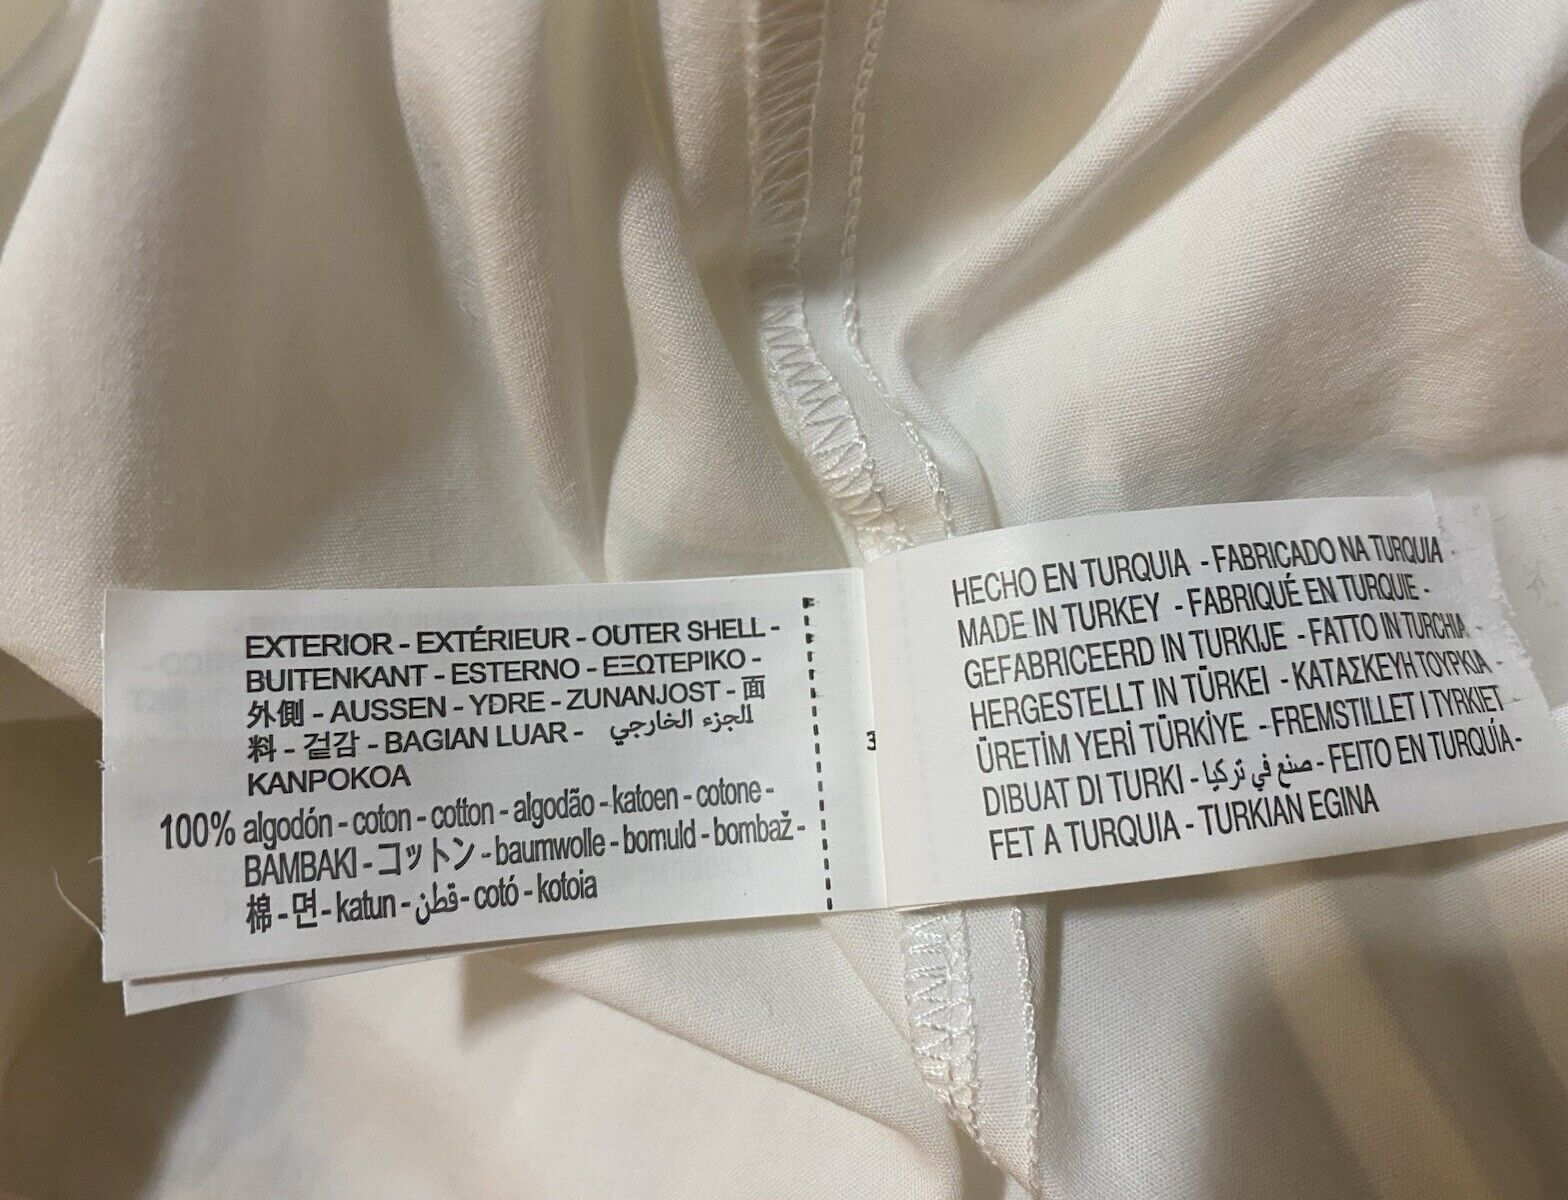 EXTERIOR - EXTÉRIEUR - OUTER SHELL -
BUITENKANT - ESTERNO - ΕΞΩΤΕΡΙΚΟ -
外側 - AUSSEN - YDRE - ZUNANJOST - 面
料 - 겉감 - BAGIAN LUAR - الجزء الخارجي
KANPOKOA
100% algodón - coton - cotton - algodão - katoen - cotone -
BAMBAKI - コットン - baumwolle - bomuld - bombaž -
棉 - 면 - katun - قطن - cotó - kotoia
3
HECHO EN TURQUIA - FABRICADO NA TURQUIA -
MADE IN TURKEY - FABRIQUÉ EN TURQUIE -
GEFABRICEERD IN TURKIJE - FATTO IN TURCHIA -
HERGESTELLT IN TÜRKEI - ΚΑΤΑΣΚΕΥΗ ΤΟΥΡΚΙΑ -
ÜRETİM YERİ TÜRKİYE - FREMSTILLET I TYRKIET -
DIBUAT DI TURKI - صنع في تركيا - FEITO EN TURQUÍA -
FET A TURQUIA - TURKIAN EGINA